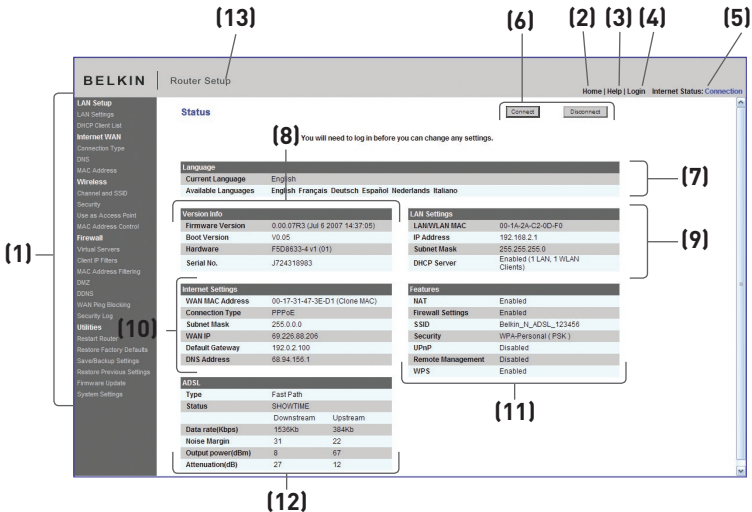 (13)
(6)
(2) (3) (4)
(5)
BELKIN
Router Setup
Home | Help | Login Internet Status: Connection
LAN Setup
LAN Settings
DHCP Client List
Internet WAN
Connection Type
DNS
MAC Address
Wireless
Channel and SSID
Security
Use as Access Point
MAC Address Control
Firewall
Virtual Servers
Client IP Filters
MAC Address Filtering
DMZ
DDNS
WAN Ping Blocking
Security Log
Utilities
Restart Router
Restore Factory Defaults
Save/Backup Settings
Restore Previous Settings
Firmware Update
System Settings
(1)
Status
Connect
Disconnect
(8)
You will need to log in before you can change any settings.
Language
Current Language English
Available Languages English Français Deutsch Español Nederlands Italiano
(7)
Version Info
Firmware Version 0.00.07R3 (Jul 6 2007 14:37:05)
Boot Version V0.05
Hardware F5D8633-4 v1 (01)
Serial No. J724318983
LAN Settings
LAN/WLAN MAC 00-1A-2A-C2-0D-F0
IP Address 192.168.2.1
Subnet Mask 255.255.255.0
DHCP Server Enabled (1 LAN, 1 WLAN
Clients)
(9)
(10)
Internet Settings
WAN MAC Address 00-17-31-47-3E-D1 (Clone MAC)
Connection Type PPPoE
Subnet Mask 255.0.0.0
WAN IP 69.226.88.206
Default Gateway 192.0.2.100
DNS Address 68.94.156.1
Features
NAT Enabled
Firewall Settings Enabled
SSID Belkin_N_ADSL_123456
Security WPA-Personal ( PSK )
UPnP Disabled
Remote Management Disabled
WPS Enabled
(11)
ADSL
Type Fast Path
Status SHOWTIME
Downstream Upstream
Data rate(Kbps) 1536Kb 384Kb
Noise Margin 31 22
Output power(dBm) 8 67
Attenuation(dB) 27 12
(12)